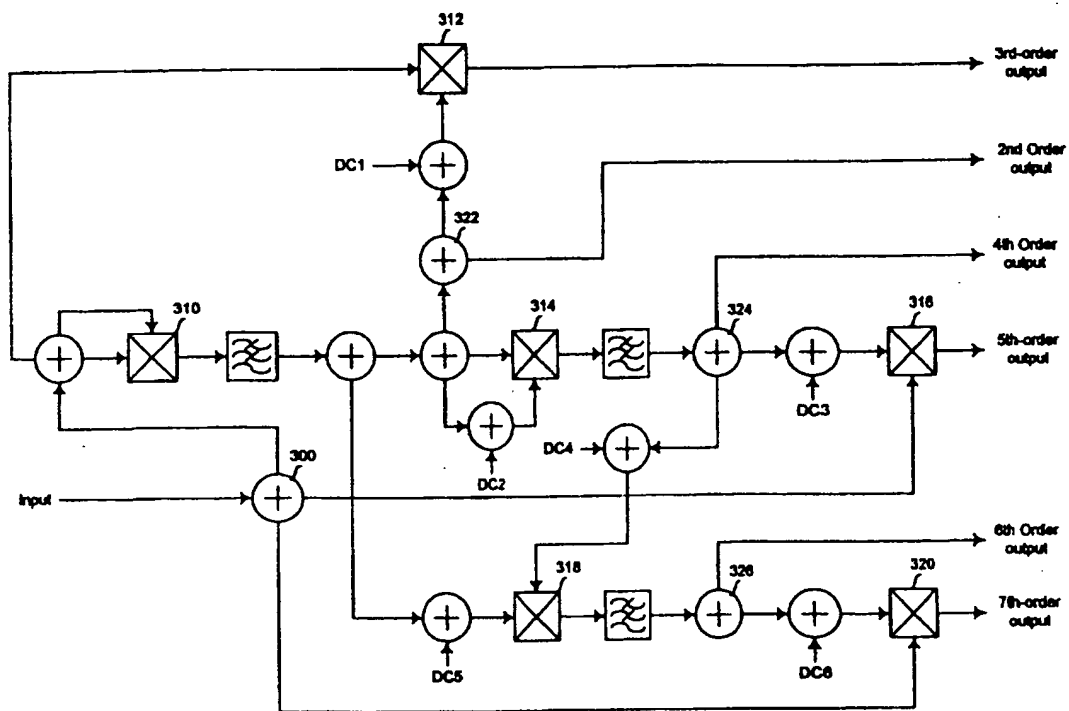 312
3rd-order
output
DC1
2nd Order
output
322
4th Order
output
310
314
324
316
5th-order
output
DC3
DC4
300
DC2
Input
6th Order
output
318
326
320
7th-order
output
DC5
DC6